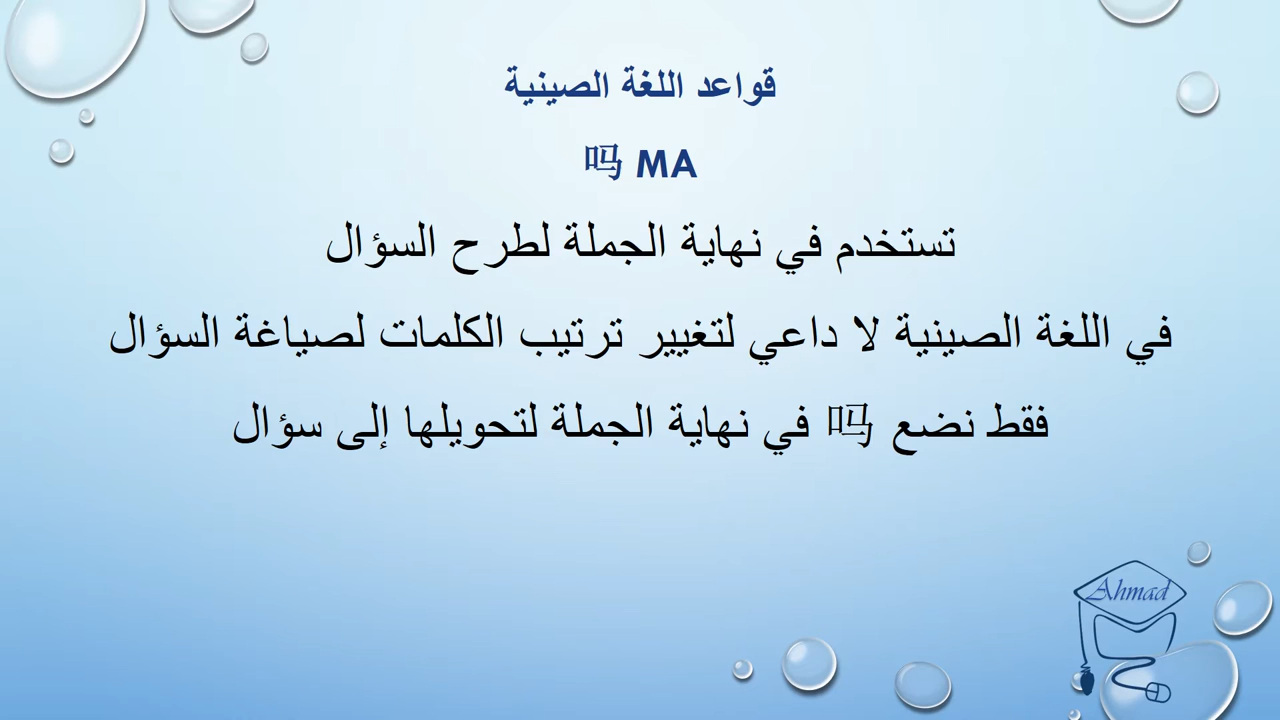 قواعد اللغة الصينية
吗 MA
تستخدم في نهاية الجملة لطرح السؤال
في اللغة الصينية لا داعي لتغيير ترتيب الكلمات لصياغة السؤال
فقط نضع 吗 في نهاية الجملة لتحويلها إلى سؤال
Ahmad